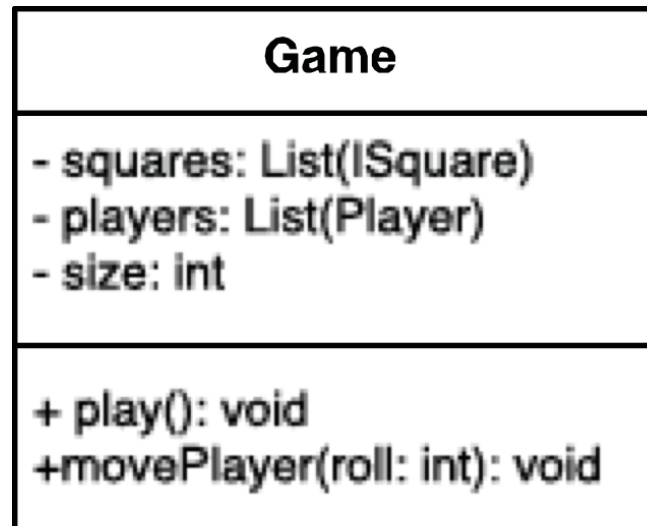 Game
- squares: List(ISquare)
- players: List(Player)
- size: int
+ play(): void
+movePlayer(roll: int): void